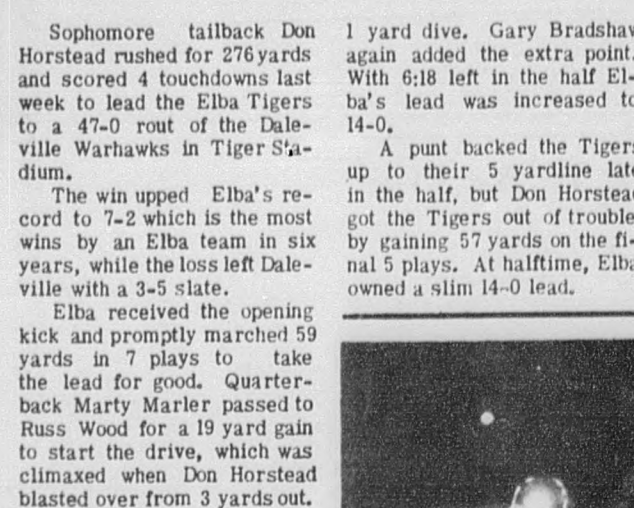 Sophomore tailback Don
Horstead rushed for 276 yards
and scored 4 touchdowns last
week to lead the Elba Tigers
to a 47-0 rout of the Dale-
ville Warhawks in Tiger Sta-
dium.
The win upped Elba's re-
cord to 7-2 which is the most
wins by an Elba team in six
years, while the loss left Dale-
ville with a 3-5 slate.
Elba received the opening
kick and promptly marched 59
yards in 7 plays to take
the lead for good. Quarter-
back Marty Marler passed to
Russ Wood for a 19 yard gain
to start the drive, which was
climaxed when Don Horstead
blasted over from 3 yards out.
1 yard dive. Gary Bradshaw
again added the extra point.
With 6:18 left in the half El-
ba's lead was increased to
14-0.
A punt backed the Tigers
up to their 5 yardline late
in the half, but Don Horstead
got the Tigers out of trouble
by gaining 57 yards on the fi-
nal 5 plays. At halftime, Elba
owned a slim 14-0 lead.